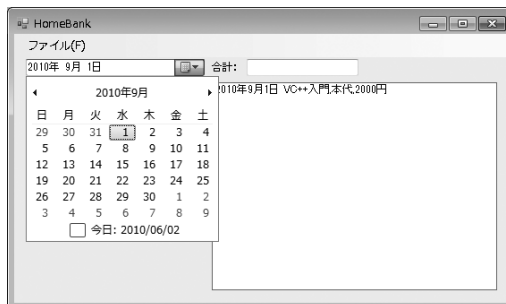 HomeBank
ファイル(F)
2010年 9月 1日 合計:
2010年9月1日 VC++入門,本代,2000円
2010年9月
日 月 火 水 木 金 土
29 30 31 1 2 3 4
5 6 7 8 9 10 11
12 13 14 15 16 17 18
19 20 21 22 23 24 25
26 27 28 29 30 1 2
3 4 5 6 7 8 9
今日: 2010/06/02